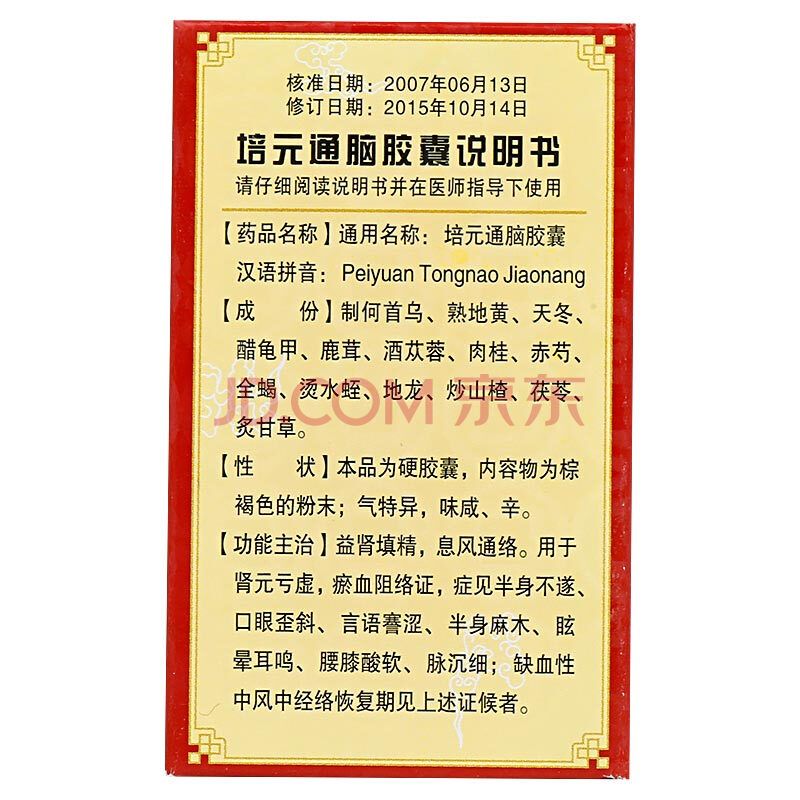 核准日期：2007年06月13日
修订日期：2015年10月14日
培元通脑胶囊说明书
请仔细阅读说明书并在医师指导下使用
【药品名称】通用名称：培元通脑胶囊
汉语拼音：Peiyuan Tongnao Jiaonang
【成　　份】制何首乌、熟地黄、天冬、
醋龟甲、鹿茸、酒苁蓉、肉桂、赤芍、
全蝎、烫水蛭、地龙、炒山楂、茯苓、
炙甘草。
JD.COM 京东
【性　　状】本品为硬胶囊，内容物为棕
褐色的粉末；气特异，味咸、辛。
【功能主治】益肾填精，息风通络。用于
肾元亏虚，瘀血阻络证，症见半身不遂、
口眼歪斜、言语謇涩、半身麻木、眩
晕耳鸣、腰膝酸软、脉沉细；缺血性
中风中经络恢复期见上述证候者。